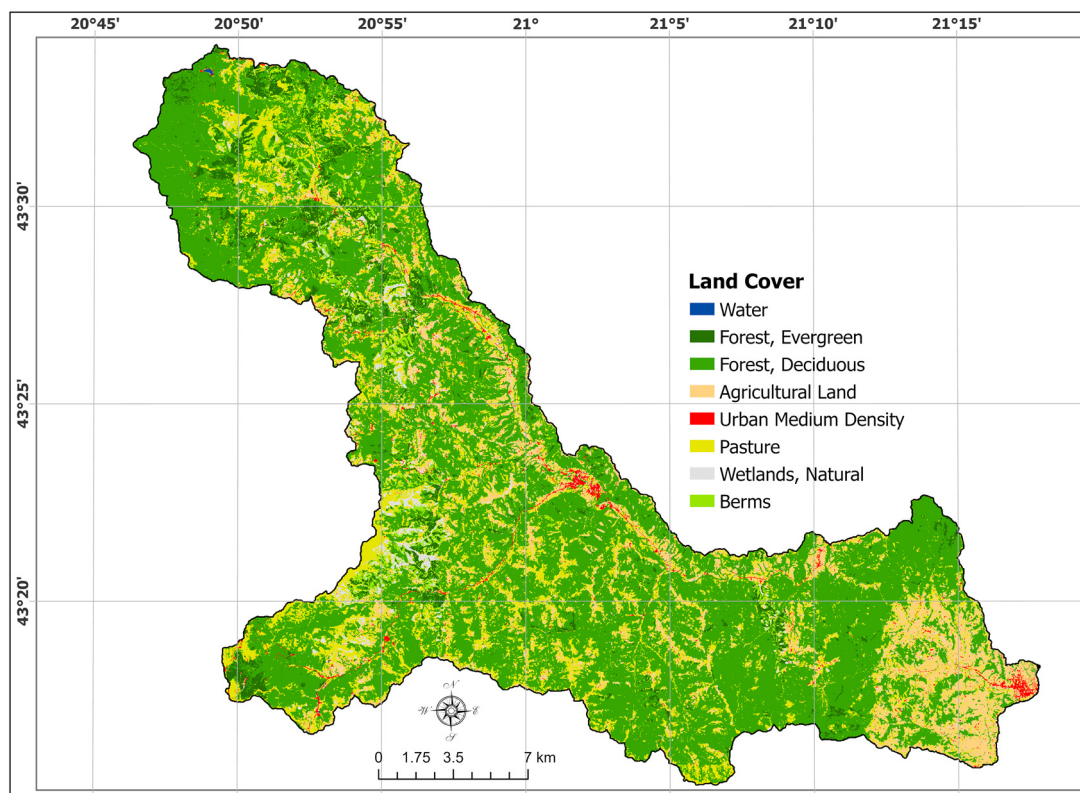 20°45' 20°50' 20°55' 21° 21°5' 21°10' 21°15'
43°30'
43°25'
43°20'
Land Cover
Water
Forest, Evergreen
Forest, Deciduous
Agricultural Land
Urban Medium Density
Pasture
Wetlands, Natural
Berms
N
W E
S
0 1.75 3.5 7 km